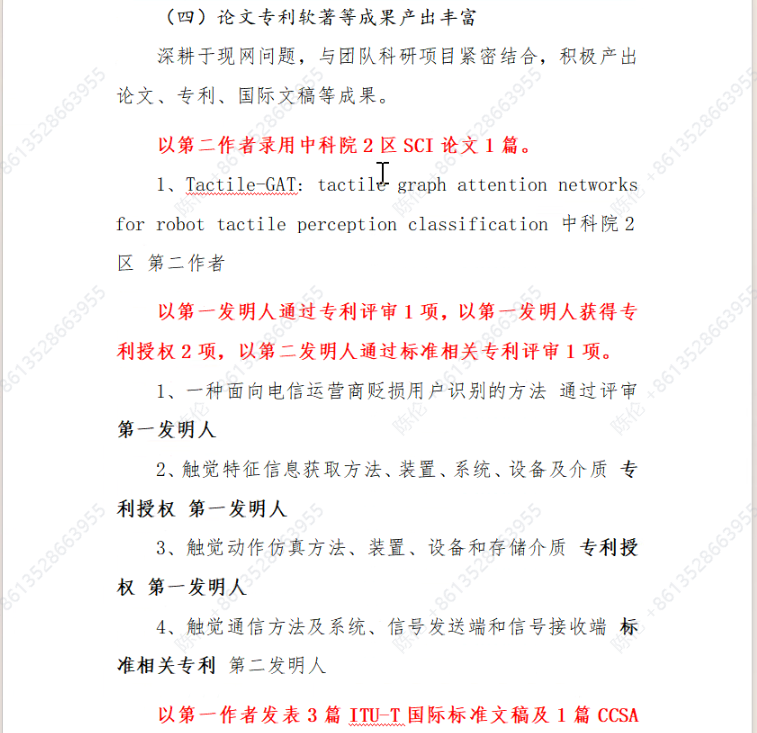 （四）论文专利软著等成果产出丰富
深耕于现网问题，与团队科研项目紧密结合，积极产出
论文、专利、国际文稿等成果。
以第二作者录用中科院 2 区 SCI 论文 1 篇。
1、Tactile-GAT: tactile graph attention networks
for robot tactile perception classification 中科院 2
区 第二作者
以第一发明人通过专利评审 1 项，以第一发明人获得专
利授权 2 项，以第二发明人通过标准相关专利评审 1 项。
1、一种面向电信运营商贬损用户识别的方法 通过评审
第一发明人
2、触觉特征信息获取方法、装置、系统、设备及介质 专
利授权 第一发明人
3、触觉动作仿真方法、装置、设备和存储介质 专利授
权 第一发明人
4、触觉通信方法及系统、信号发送端和信号接收端 标
准相关专利 第二发明人
以第一作者发表 3 篇 ITU-T 国际标准文稿及 1 篇 CCSA
陈伦 +8613528663955